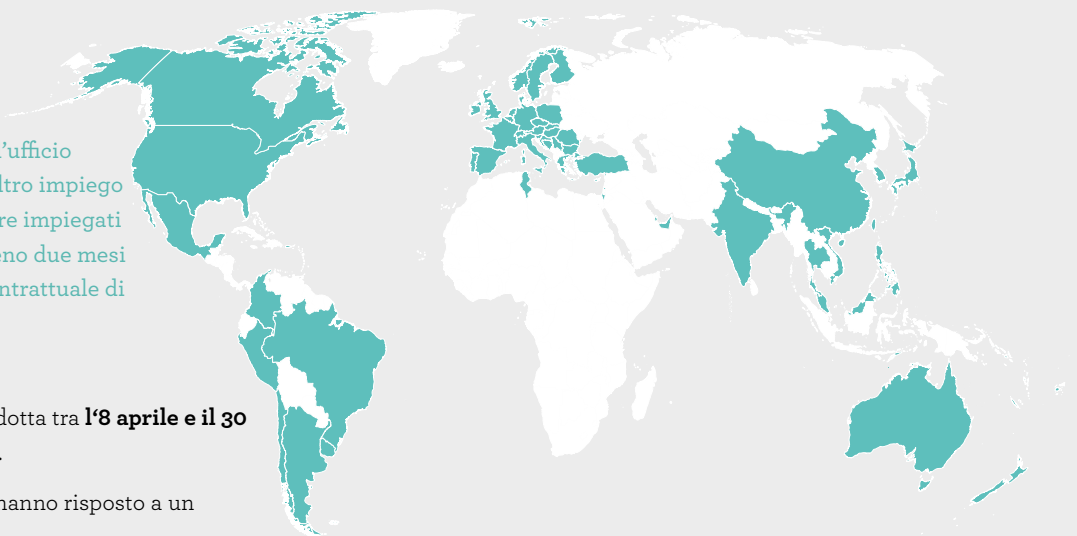 l'ufficio
ltro impiego
re impiegati
eno due mesi
ntrattuale di
dotta tra l‘8 aprile e il 30
.
hanno risposto a un